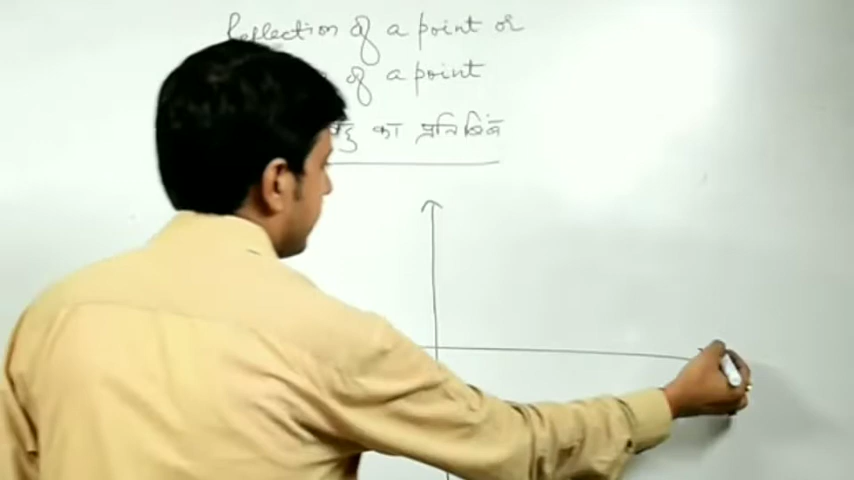 Reflection of a point or
of a point
का प्रतिबिंब